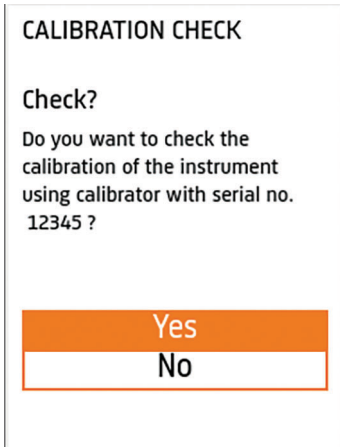 CALIBRATION CHECK
Check?
Do you want to check the
calibration of the instrument
using calibrator with serial no.
12345 ?
Yes
No